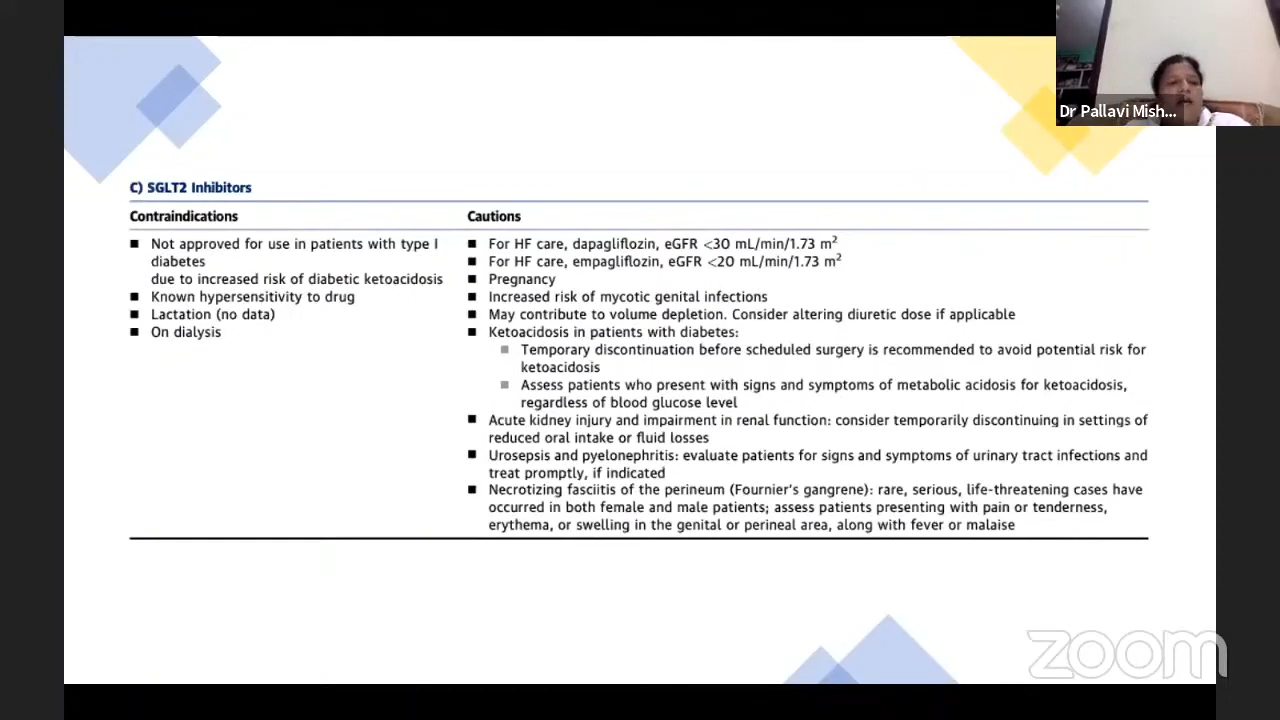 Dr Pallavi Mish...
C) SGLT2 Inhibitors
Contraindications
Cautions
■ Not approved for use in patients with type I
diabetes
due to increased risk of diabetic ketoacidosis
■ Known hypersensitivity to drug
■ Lactation (no data)
■ On dialysis
■ For HF care, dapagliflozin, eGFR <30 mL/min/1.73 m²
■ For HF care, empagliflozin, eGFR <20 mL/min/1.73 m²
■ Pregnancy
■ Increased risk of mycotic genital infections
■ May contribute to volume depletion. Consider altering diuretic dose if applicable
■ Ketoacidosis in patients with diabetes:
■ Temporary discontinuation before scheduled surgery is recommended to avoid potential risk for
ketoacidosis
■ Assess patients who present with signs and symptoms of metabolic acidosis for ketoacidosis,
regardless of blood glucose level
■ Acute kidney injury and impairment in renal function: consider temporarily discontinuing in settings of
reduced oral intake or fluid losses
■ Urosepsis and pyelonephritis: evaluate patients for signs and symptoms of urinary tract infections and
treat promptly, if indicated
■ Necrotizing fasciitis of the perineum (Fournier's gangrene): rare, serious, life-threatening cases have
occurred in both female and male patients; assess patients presenting with pain or tenderness,
erythema, or swelling in the genital or perineal area, along with fever or malaise
zoom